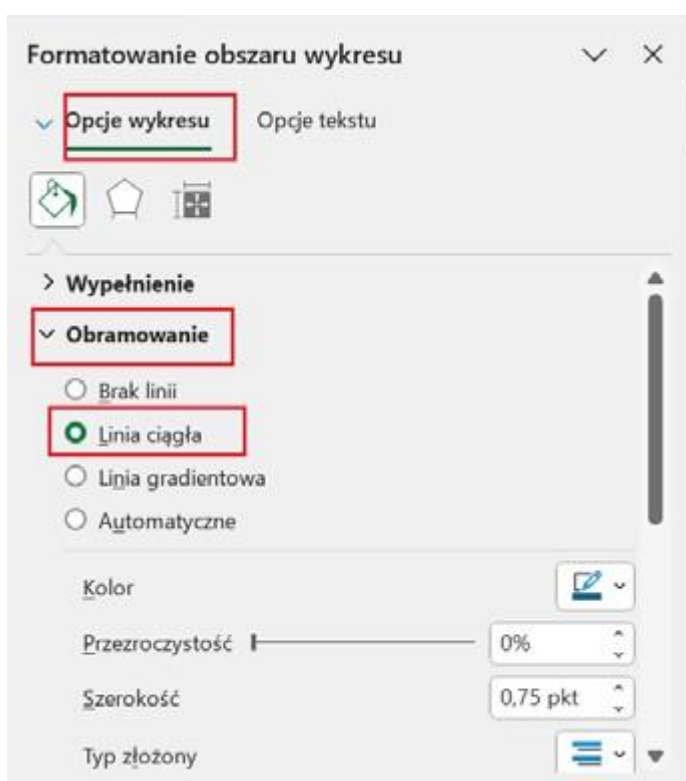 Formatowanie obszaru wykresu
Opcje wykresu Opcje tekstu
Wypełnienie
Obramowanie
Brak linii
Linia ciągła
Linia gradientowa
Automatyczne
Kolor
Przezroczystość 0%
Szerokość 0,75 pkt
Typ złożony